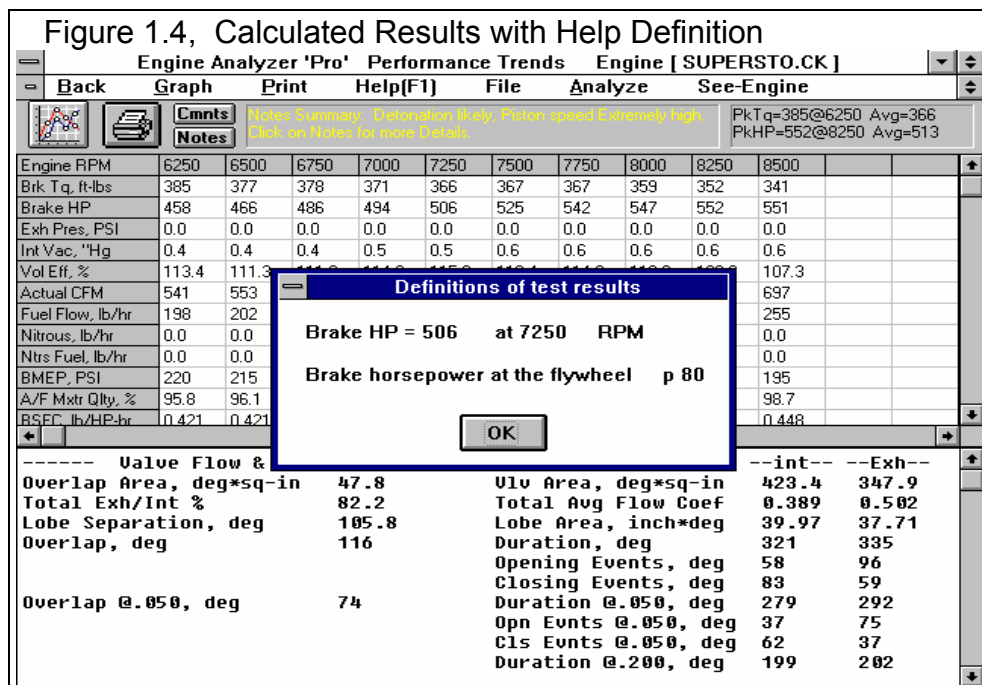 Figure 1.4, Calculated Results with Help Definition
Engine Analyzer 'Pro' Performance Trends Engine [ SUPERSTO.CK ]
Back Graph Print Help(F1) File Analyze See-Engine
Cmnts
Notes
Notes Summary: Detonation likely, Piston speed Extremely high.
Click on Notes for more Details.
PkTq=385@6250 Avg=366
PkHP=552@8250 Avg=513
Engine RPM 6250 6500 6750 7000 7250 7500 7750 8000 8250 8500
Brk Tq, ft-lbs 385 377 378 371 366 367 367 359 352 341
Brake HP 458 466 486 494 506 525 542 547 552 551
Exh Pres, PSI 0.0 0.0 0.0 0.0 0.0 0.0 0.0 0.0 0.0 0.0
Int Vac, "Hg 0.4 0.4 0.4 0.5 0.5 0.6 0.6 0.6 0.6 0.6
Vol Eff, % 113.4 111.3 107.3
Actual CFM 541 553 697
Fuel Flow, lb/hr 198 202 255
Nitrous, lb/hr 0.0 0.0 0.0
Ntrs Fuel, lb/hr 0.0 0.0 0.0
BMEP, PSI 220 215 195
A/F Mxtr Qlty, % 95.8 96.1 98.7
BSFC, lb/HP-hr 0.421 0.421 0.448
Definitions of test results
Brake HP = 506 at 7250 RPM
Brake horsepower at the flywheel p 80
OK
------ Valve Flow & --int-- --Exh--
Overlap Area, deg*sq-in 47.8 Vlv Area, deg*sq-in 423.4 347.9
Total Exh/Int % 82.2 Total Avg Flow Coef 0.389 0.502
Lobe Separation, deg 105.8 Lobe Area, inch*deg 39.97 37.71
Overlap, deg 116 Duration, deg 321 335
Opening Events, deg 58 96
Closing Events, deg 83 59
Overlap @.050, deg 74 Duration @.050, deg 279 292
Opn Evnts @.050, deg 37 75
Cls Evnts @.050, deg 62 37
Duration @.200, deg 199 202